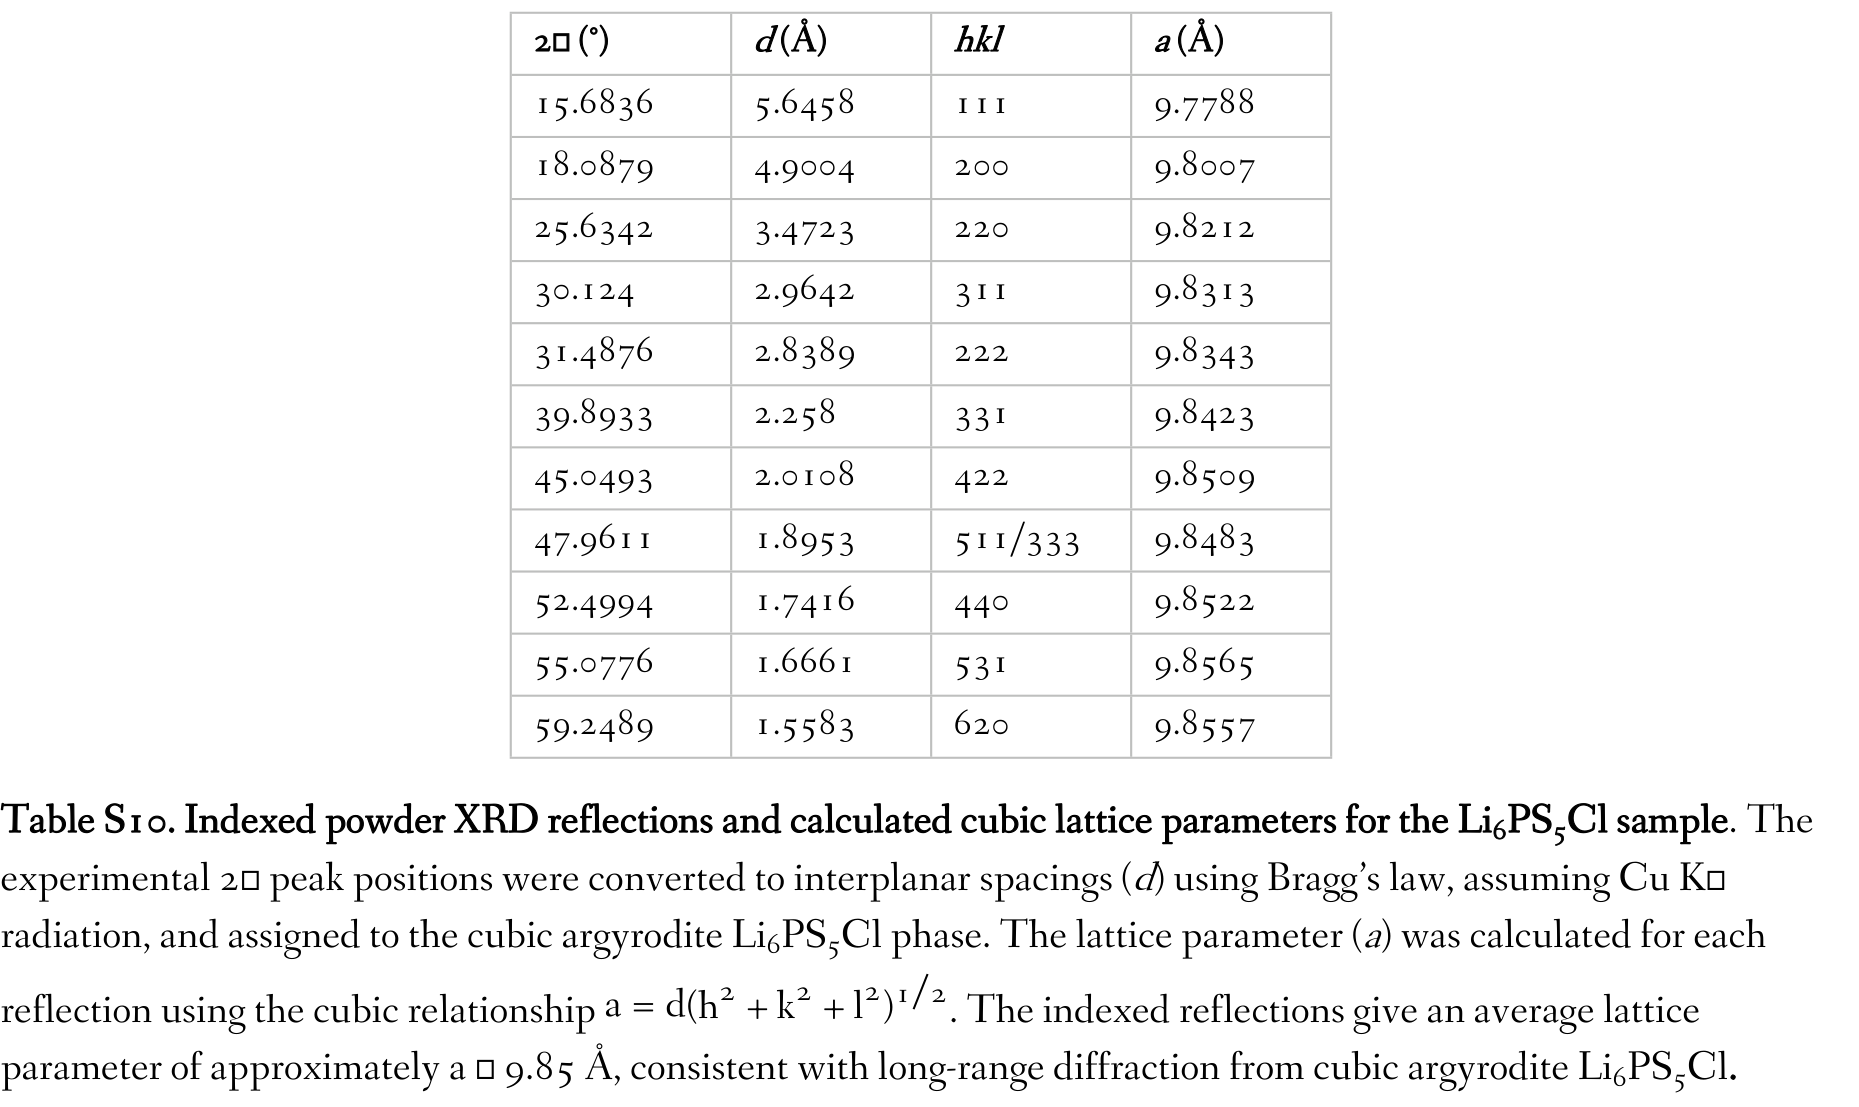 2□ (°) d (Å) hkl a (Å)
15.6836 5.6458 111 9.7788
18.0879 4.9004 200 9.8007
25.6342 3.4723 220 9.8212
30.124 2.9642 311 9.8313
31.4876 2.8389 222 9.8343
39.8933 2.258 331 9.8423
45.0493 2.0108 422 9.8509
47.9611 1.8953 511/333 9.8483
52.4994 1.7416 440 9.8522
55.0776 1.6661 531 9.8565
59.2489 1.5583 620 9.8557
Table S10. Indexed powder XRD reflections and calculated cubic lattice parameters for the Li₆PS₅Cl sample. The
experimental 2□ peak positions were converted to interplanar spacings (d) using Bragg’s law, assuming Cu K□
radiation, and assigned to the cubic argyrodite Li₆PS₅Cl phase. The lattice parameter (a) was calculated for each
reflection using the cubic relationship a = d(h² + k² + l²)¹/². The indexed reflections give an average lattice
parameter of approximately a □ 9.85 Å, consistent with long-range diffraction from cubic argyrodite Li₆PS₅Cl.